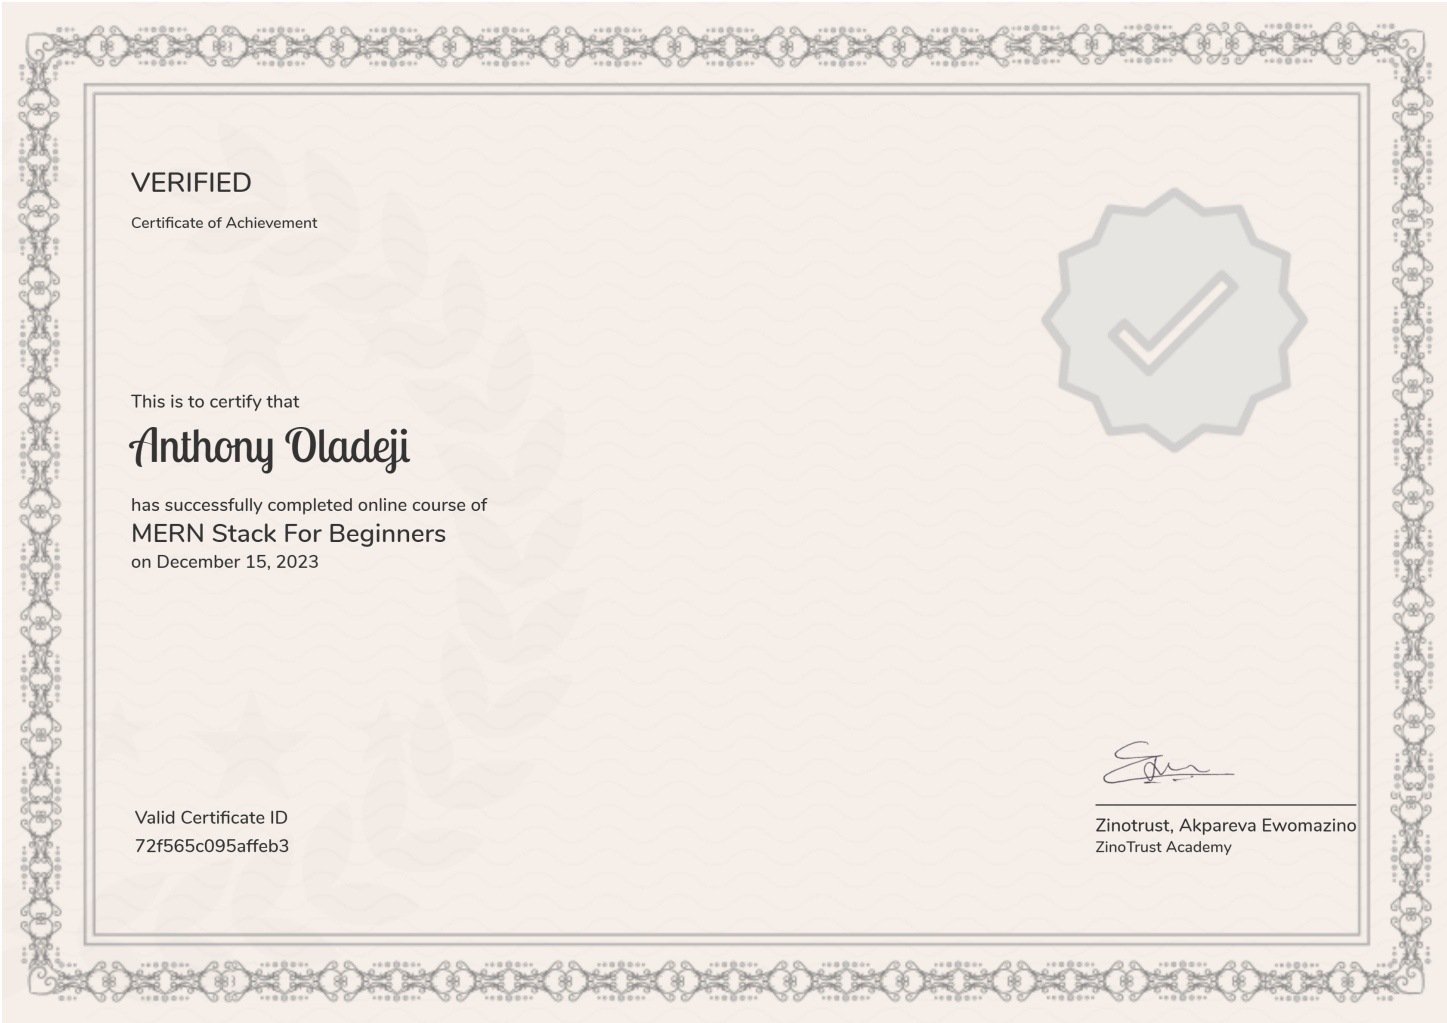 VERIFIED
Certificate of Achievement
This is to certify that
Anthony Oladeji
has successfully completed online course of
MERN Stack For Beginners
on December 15, 2023
Valid Certificate ID
72f565c095affeb3
Zinotrust, Akpareva Ewomazino
ZinoTrust Academy